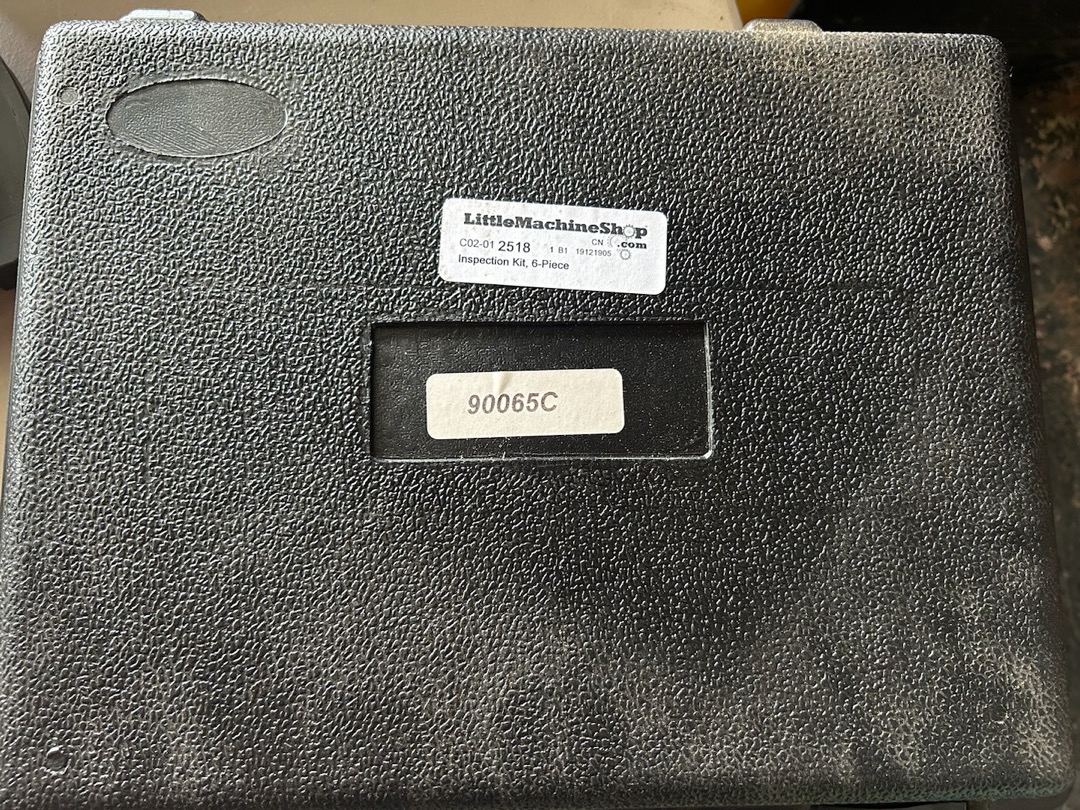 LittleMachineShop
CN .com
C02-01 2518 1 B1 19121905
Inspection Kit, 6-Piece
90065C